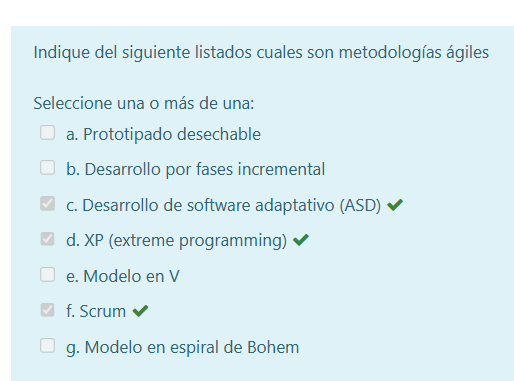 Indique del siguiente listados cuales son metodologías ágiles
Seleccione una o más de una:
a. Prototipado desechable
b. Desarrollo por fases incremental
c. Desarrollo de software adaptativo (ASD)
d. XP (extreme programming)
e. Modelo en V
f. Scrum
g. Modelo en espiral de Bohem